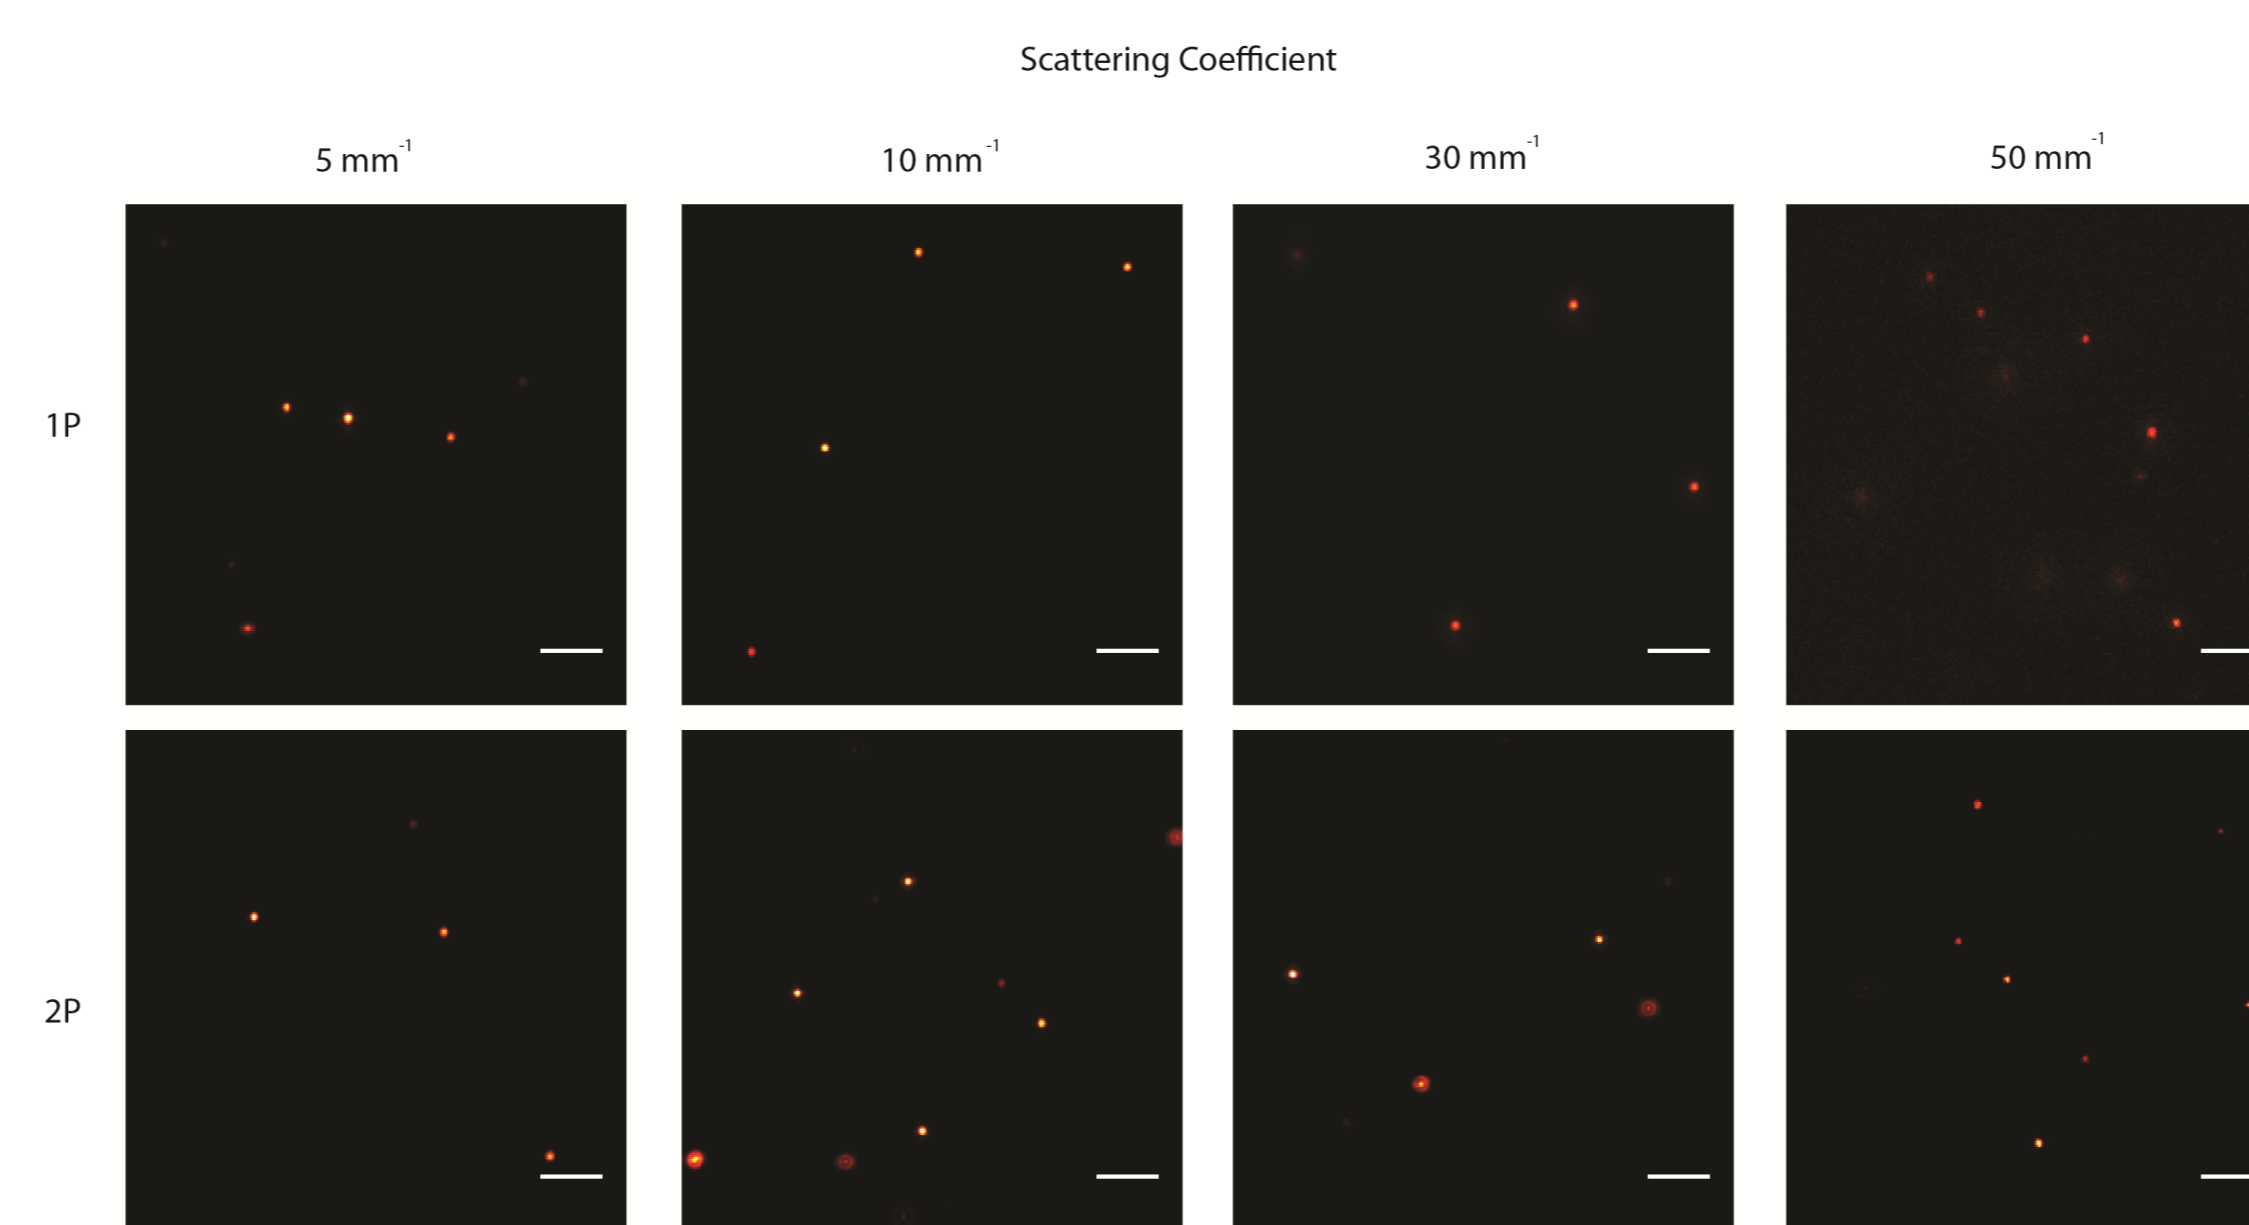 Scattering Coefficient
5 mm⁻¹ 10 mm⁻¹ 30 mm⁻¹ 50 mm⁻¹
1P
2P